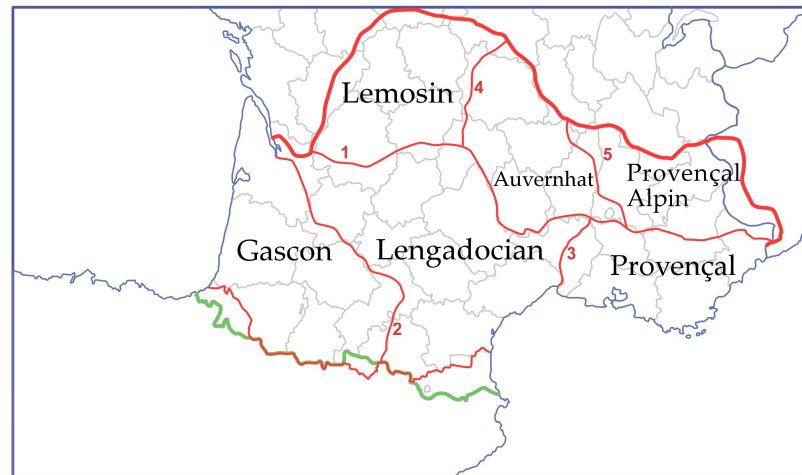 4
Lemosin
1
5
Provençal
Alpin
Auvernhat
Gascon
Lengadocian
3
Provençal
2